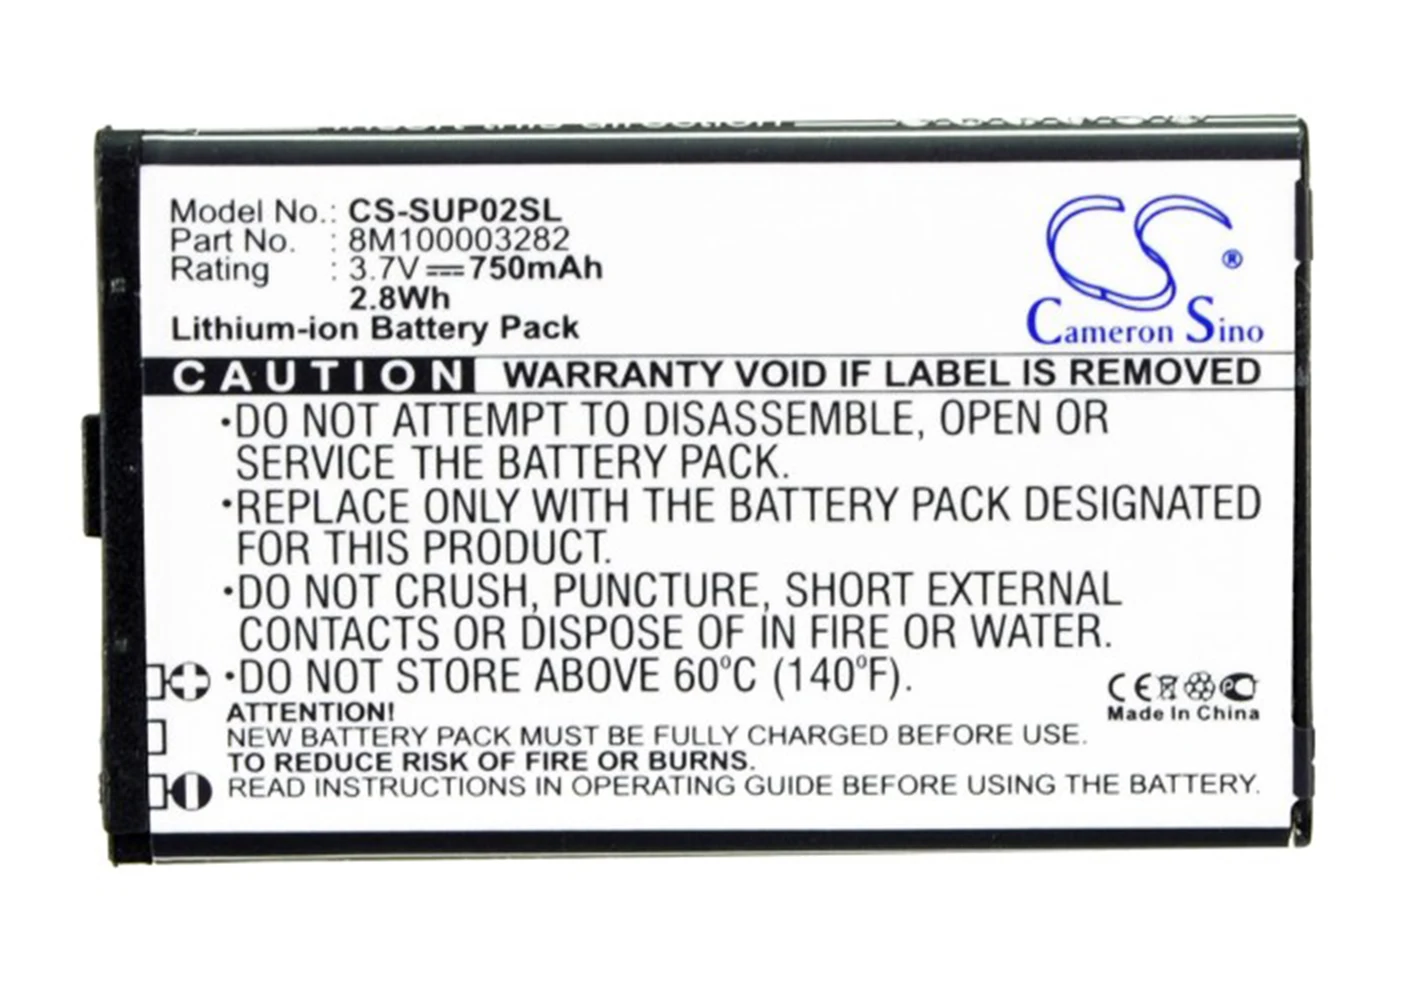 Insert this direction
Model No.: CS-SUP02SL
Part No. : 8M100003282
Rating : 3.7V 750mAh
2.8Wh
Lithium-ion Battery Pack
CS ®
Cameron Sino
CAUTION WARRANTY VOID IF LABEL IS REMOVED
•DO NOT ATTEMPT TO DISASSEMBLE, OPEN OR
SERVICE THE BATTERY PACK.
•REPLACE ONLY WITH THE BATTERY PACK DESIGNATED
FOR THIS PRODUCT.
•DO NOT CRUSH, PUNCTURE, SHORT EXTERNAL
CONTACTS OR DISPOSE OF IN FIRE OR WATER.
•DO NOT STORE ABOVE 60°C (140°F).
CE
Made In China
ATTENTION!
NEW BATTERY PACK MUST BE FULLY CHARGED BEFORE USE.
TO REDUCE RISK OF FIRE OR BURNS.
READ INSTRUCTIONS IN OPERATING GUIDE BEFORE USING THE BATTERY.